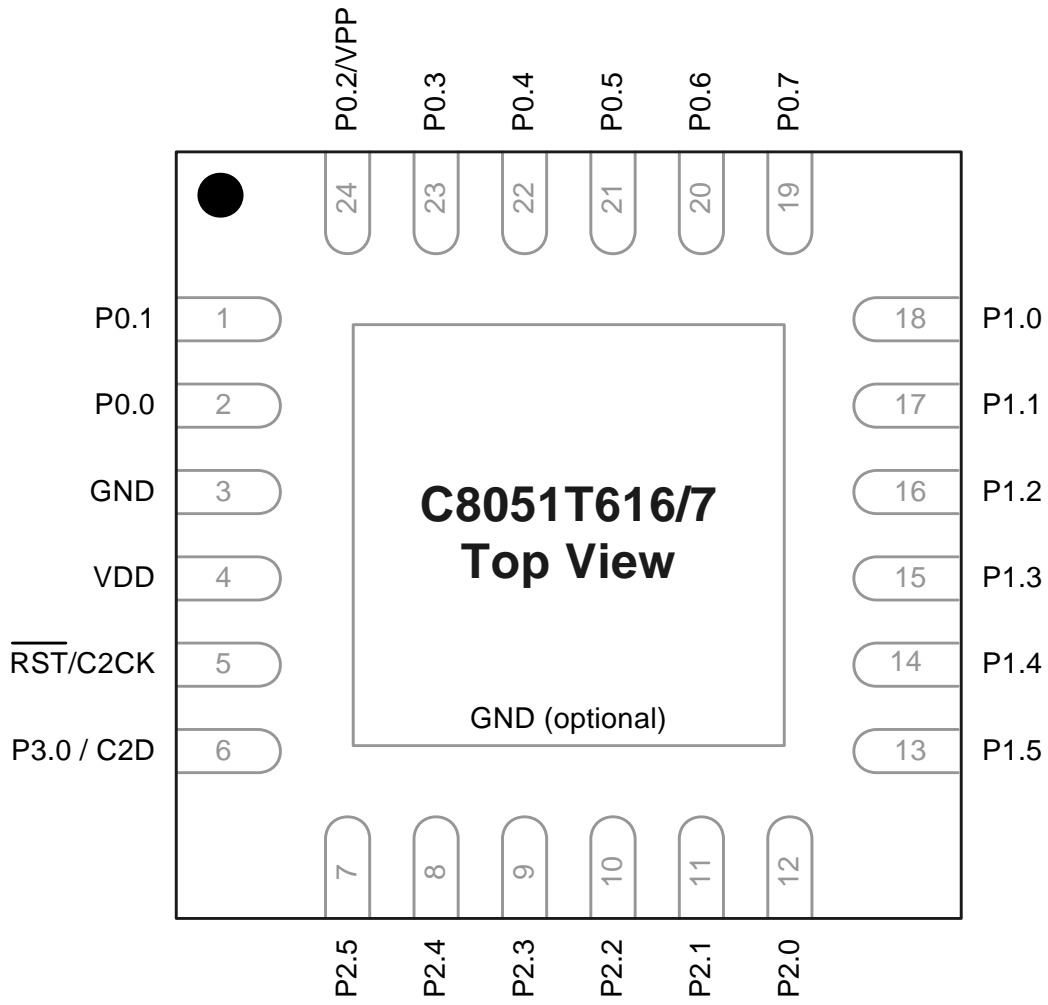 P0.2/VPP
P0.3
P0.4
P0.5
P0.6
P0.7
24
23
22
21
20
19
P0.1 1
18 P1.0
P0.0 2
17 P1.1
GND 3
16 P1.2
C8051T616/7
Top View
VDD 4
15 P1.3
RST/C2CK 5
14 P1.4
GND (optional)
P3.0 / C2D 6
13 P1.5
7
8
9
10
11
12
P2.5
P2.4
P2.3
P2.2
P2.1
P2.0